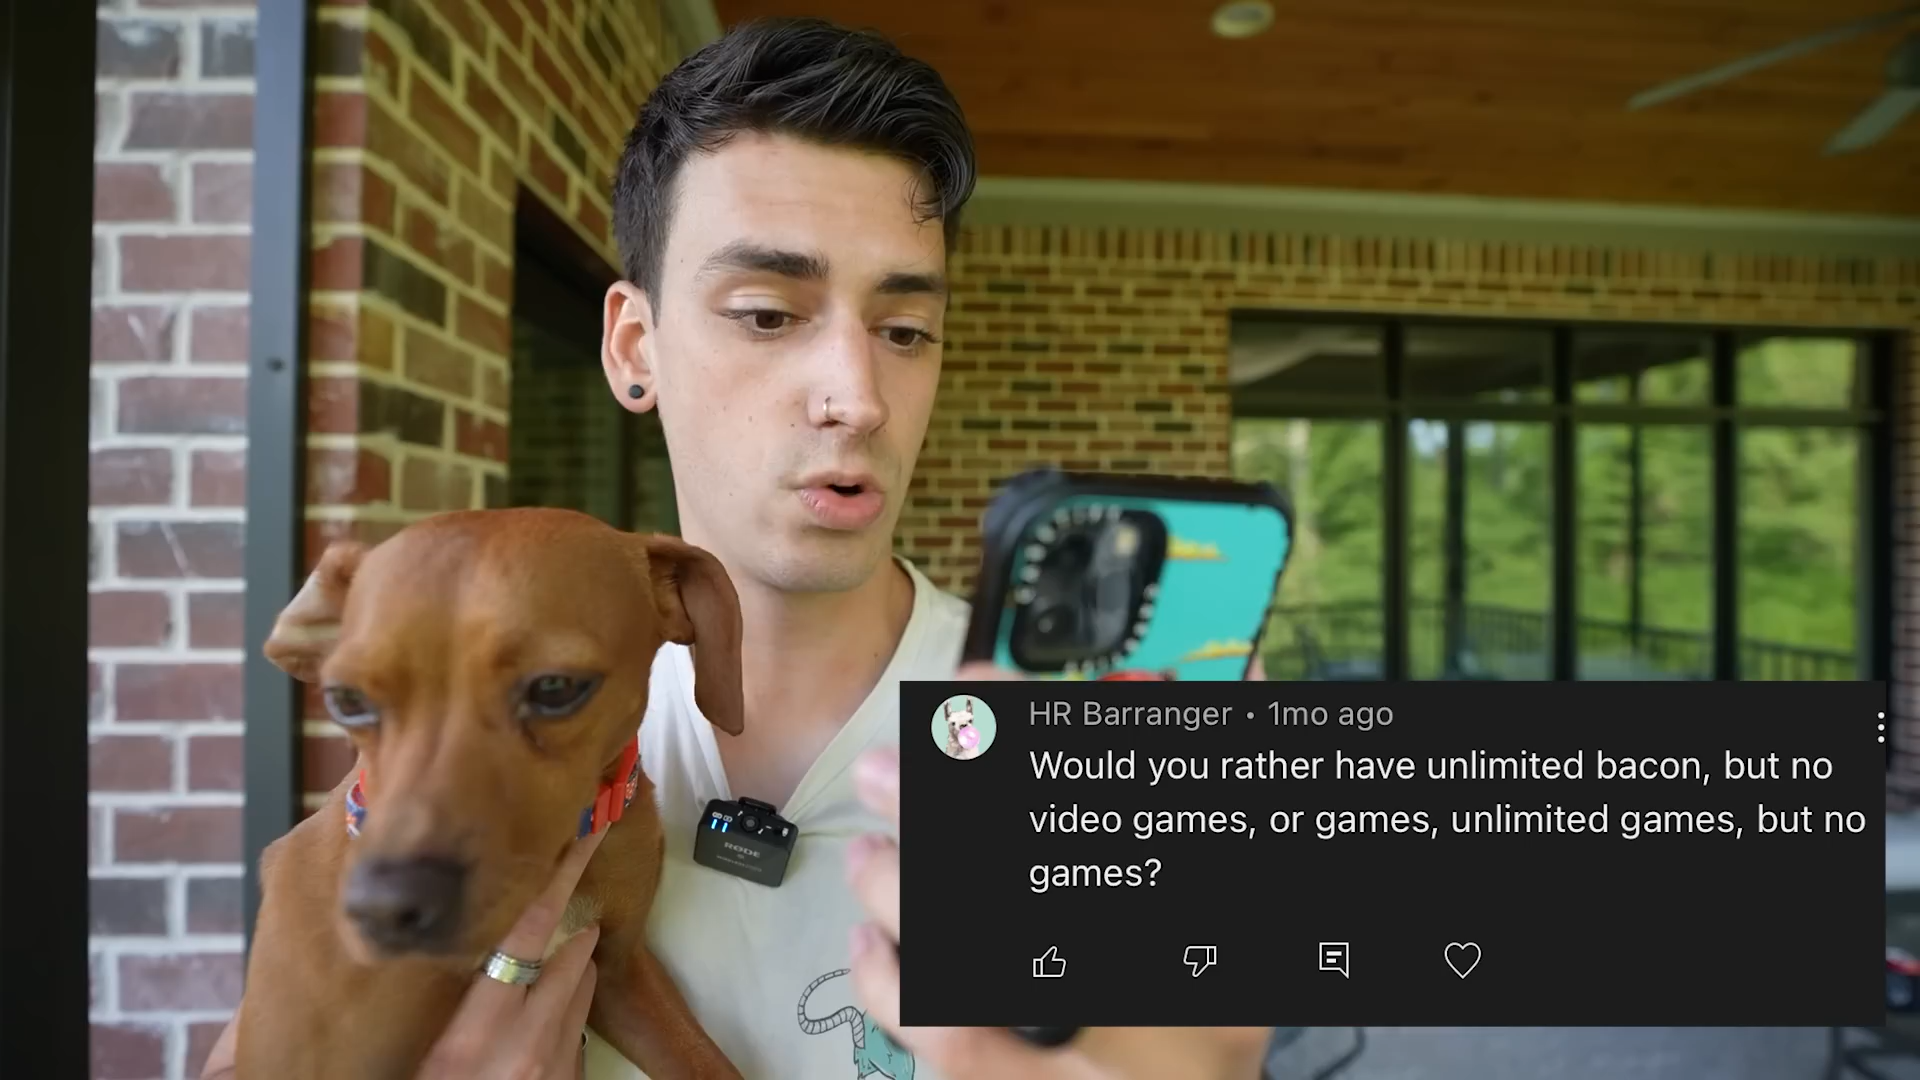 HR Barranger • 1mo ago
Would you rather have unlimited bacon, but no
video games, or games, unlimited games, but no
games?
RODE